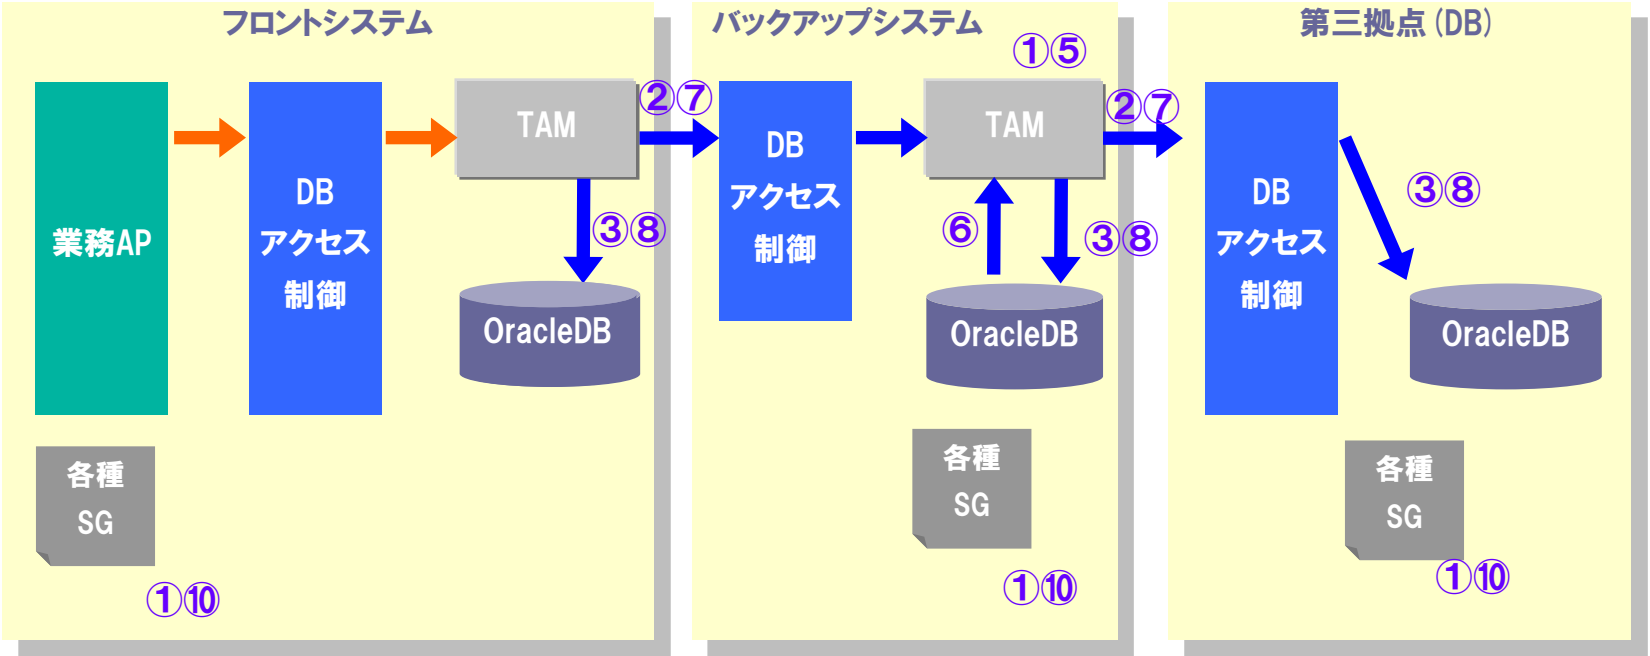 フロントシステム
業務AP
DB
アクセス
制御
TAM
②⑦
③⑧
OracleDB
各種
SG
①⑩
バックアップシステム
①⑤
DB
アクセス
制御
TAM
②⑦
⑥
③⑧
OracleDB
各種
SG
①⑩
第三拠点(DB)
DB
アクセス
制御
③⑧
OracleDB
各種
SG
①⑩